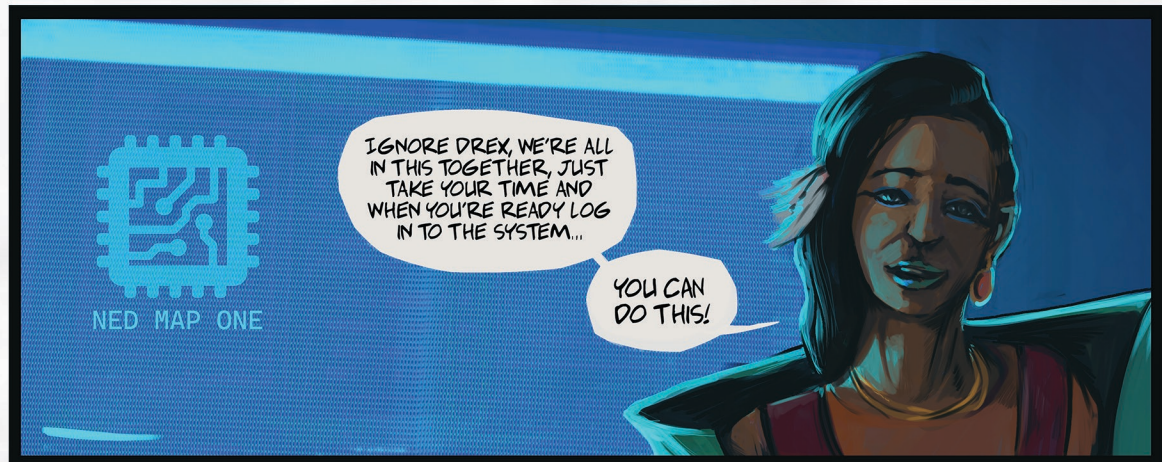 IGNORE DREX, WE'RE ALL
IN THIS TOGETHER, JUST
TAKE YOUR TIME AND
WHEN YOU'RE READY LOG
IN TO THE SYSTEM...
YOU CAN
DO THIS!
NED MAP ONE